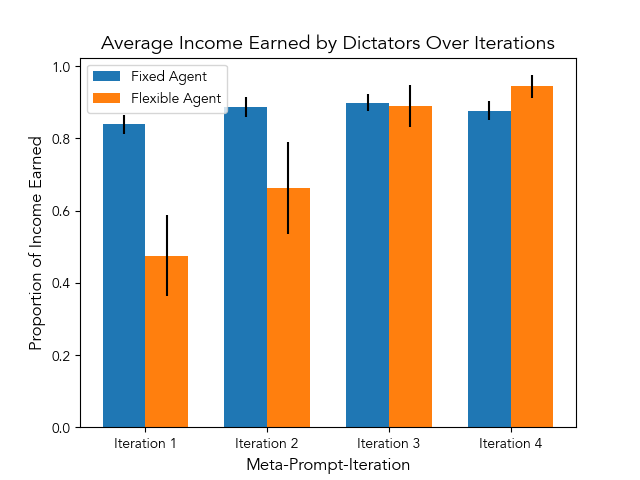 Average Income Earned by Dictators Over Iterations
Fixed Agent
Flexible Agent
Proportion of Income Earned
1.0
0.8
0.6
0.4
0.2
0.0
Iteration 1
Iteration 2
Iteration 3
Iteration 4
Meta-Prompt-Iteration